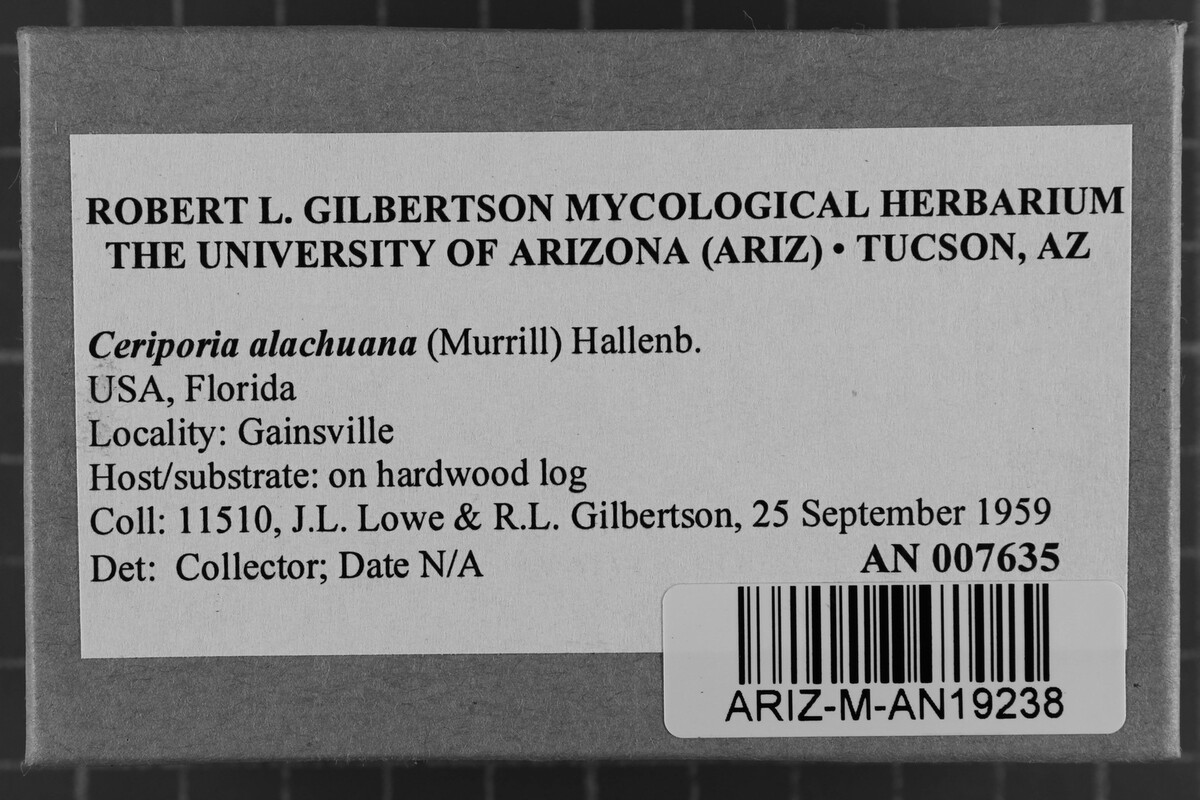 ROBERT L. GILBERTSON MYCOLOGICAL HERBARIUM
THE UNIVERSITY OF ARIZONA (ARIZ) • TUCSON, AZ
Ceriporia alachuana (Murrill) Hallenb.
USA, Florida
Locality: Gainsville
Host/substrate: on hardwood log
Coll: 11510, J.L. Lowe & R.L. Gilbertson, 25 September 1959
Det: Collector; Date N/A
AN 007635
ARIZ-M-AN19238